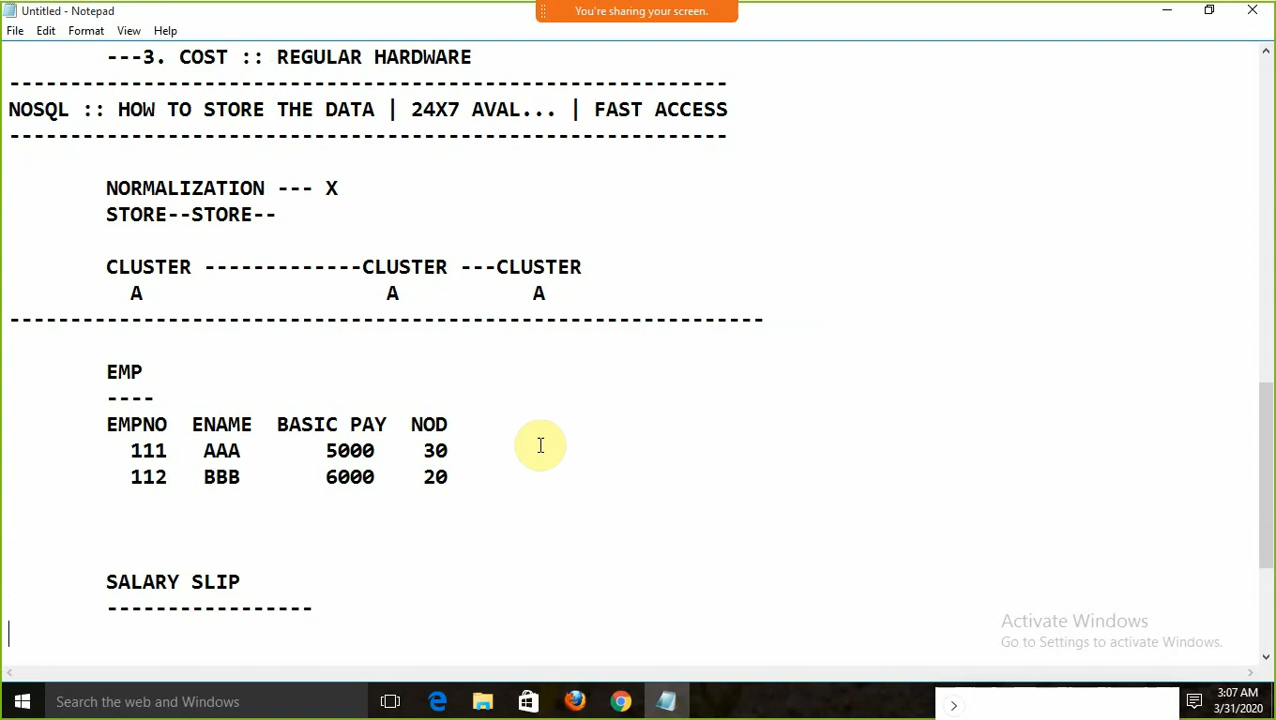 Untitled - Notepad
You're sharing your screen.
File Edit Format View Help
---3. COST :: REGULAR HARDWARE
-----------------------------------------------------------
NOSQL :: HOW TO STORE THE DATA | 24X7 AVAL... | FAST ACCESS
-----------------------------------------------------------
NORMALIZATION --- X
STORE--STORE--
CLUSTER -------------CLUSTER ---CLUSTER
A A A
--------------------------------------------------------------
EMP
----
EMPNO ENAME BASIC PAY NOD
111 AAA 5000 30
112 BBB 6000 20
SALARY SLIP
-----------------
Activate Windows
Go to Settings to activate Windows.
Search the web and Windows
3:07 AM
3/31/2020